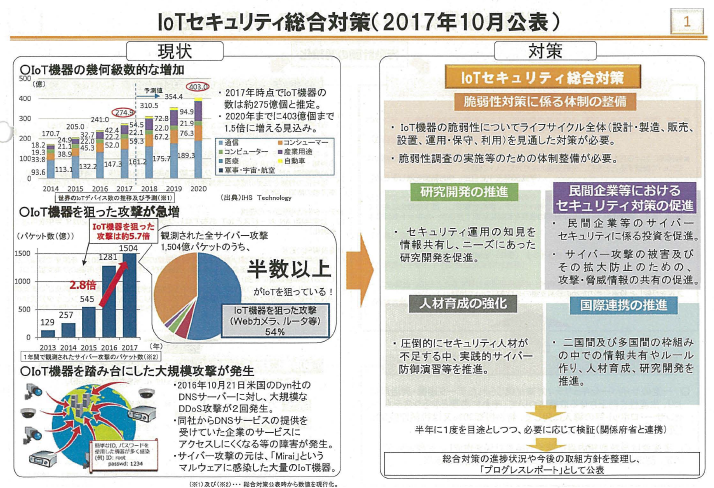 IoTセキュリティ総合対策(2017年10月公表)
1
現状
〇IoT機器の幾何級数的な増加
(億)
予測値
500
400
300
200
100
0
170.7
205.0
241.0
274.9
310.5
354.4
403.0
18.2
19.3
33.8
93.6
24.9
32.7
21.1
22.0
38.9
113.1
42.4
22.0
45.3
132.2
54.5
53.0
147.3
72.8
59.3
161.2
94.9
22.0
67.2
175.7
21.9
76.3
189.3
2014 2015 2016 2017 2018 2019 2020
世界のIoTデバイス数の推移及び予測(※1)
・2017年時点でIoT機器の
数は約275億個と推定。
・2020年までに403億個まで
1.5倍に増える見込み。
通信
コンシューマー
コンピューター
産業用途
医療
自動車
軍事・宇宙・航空
(出典)IHS Technology
〇IoT機器を狙った攻撃が急増
(パケット数(億))
IoT機器を狙った
攻撃は約5.7倍
1500
1000
500
0
2.8倍
129
257
545
1281
1504
2013 2014 2015 2016 2017 (年)
1年間で観測されたサイバー攻撃のパケット数(※2)
観測された全サイバー攻撃
1,504億パケットのうち、
半数以上
がIoTを狙っている!
IoT機器を狙った攻撃
(Webカメラ、ルータ等)
54%
〇IoT機器を踏み台にした大規模攻撃が発生
簡単なID、パスワードを
使用した機器が多く感染
(例) ID: root
passwd: 1234
・2016年10月21日米国のDyn社の
DNSサーバーに対し、大規模な
DDoS攻撃が2回発生。
・同社からDNSサービスの提供を
受けていた企業のサービスに
アクセスしにくくなる等の障害が発生。
・サイバー攻撃の元は、「Mirai」という
マルウェアに感染した大量のIoT機器。
(※1)及び(※2)・・・総合対策公表時から数値を現行化。
対策
IoTセキュリティ総合対策
脆弱性対策に係る体制の整備
・IoT機器の脆弱性についてライフサイクル全体(設計・製造、販売、
設置、運用・保守、利用)を見通した対策が必要。
・脆弱性調査の実施等のための体制整備が必要。
研究開発の推進
・セキュリティ運用の知見を
情報共有し、ニーズにあった
研究開発を促進。
民間企業等における
セキュリティ対策の促進
・民間企業等のサイバー
セキュリティに係る投資を促進。
・サイバー攻撃の被害及び
その拡大防止のための、
攻撃・脅威情報の共有の促進。
人材育成の強化
・圧倒的にセキュリティ人材が
不足する中、実践的サイバー
防御演習等を推進。
国際連携の推進
・二国間及び多国間の枠組み
の中での情報共有やルール
作り、人材育成、研究開発を
推進。
半年に1度を目途としつつ、必要に応じて検証(関係府省と連携)
総合対策の進捗状況や今後の取組方針を整理し、
「プログレスレポート」として公表